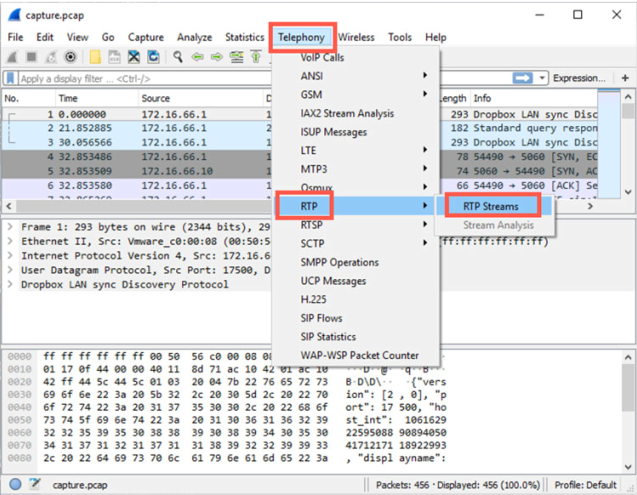 capture.pcap
File Edit View Go Capture Analyze Statistics Telephony Wireless Tools Help
Apply a display filter ... <Ctrl-/>
Expression... +
No. Time Source D ength Info
1 0.000000 172.16.66.1 1 293 Dropbox LAN sync Disc
2 21.852885 172.16.66.1 1 182 Standard query respon
3 30.056566 172.16.66.1 1 293 Dropbox LAN sync Disc
4 32.853486 172.16.66.1 1 78 54490 → 5060 [SYN, EC
5 32.853509 172.16.66.10 1 74 5060 → 54490 [SYN, AC
6 32.853580 172.16.66.1 1 66 54490 → 5060 [ACK] Se
VoIP Calls
ANSI
GSM
IAX2 Stream Analysis
ISUP Messages
LTE
MTP3
Osmux
RTP
RTSP
SCTP
SMPP Operations
UCP Messages
H.225
SIP Flows
SIP Statistics
WAP-WSP Packet Counter
RTP Streams
Stream Analysis
Frame 1: 293 bytes on wire (2344 bits), 29
Ethernet II, Src: Vmware_c0:00:08 (00:50:5 (ff:ff:ff:ff:ff:ff)
Internet Protocol Version 4, Src: 172.16.6
User Datagram Protocol, Src Port: 17500, D
Dropbox LAN sync Discovery Protocol
0000 ff ff ff ff ff ff 00 50 56 c0 00 08 08
0010 01 17 0f 44 00 00 40 11 8d 71 ac 10 42 01 ac 10 ···D··@· ·q··B···
0020 42 ff 44 5c 44 5c 01 03 20 04 7b 22 76 65 72 73 B·D\D\·· ·{"vers
0030 69 6f 6e 22 3a 20 5b 32 2c 20 30 5d 2c 20 22 70 ion": [2 , 0], "p
0040 6f 72 74 22 3a 20 31 37 35 30 30 2c 20 22 68 6f ort": 17 500, "ho
0050 73 74 5f 69 6e 74 22 3a 20 31 30 36 31 36 32 39 st_int": 1061629
0060 32 32 35 39 35 30 38 38 39 30 38 39 34 30 35 30 22595088 90894050
0070 34 31 37 31 32 31 37 31 31 38 39 32 32 39 39 33 41712171 18922993
0080 2c 20 22 64 69 73 70 6c 61 79 6e 61 6d 65 22 3a , "displ ayname":
capture.pcap Packets: 456 · Displayed: 456 (100.0%) Profile: Default